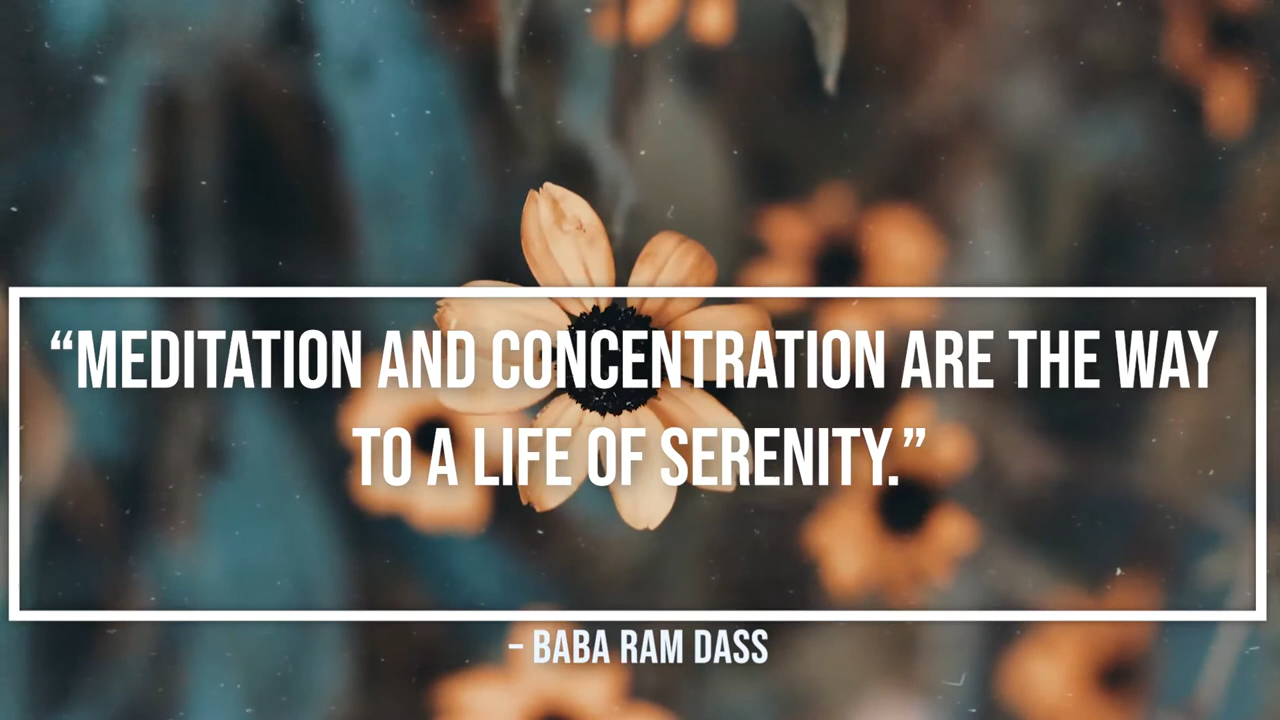 “MEDITATION AND CONCENTRATION ARE THE WAY
TO A LIFE OF SERENITY.”
– BABA RAM DASS